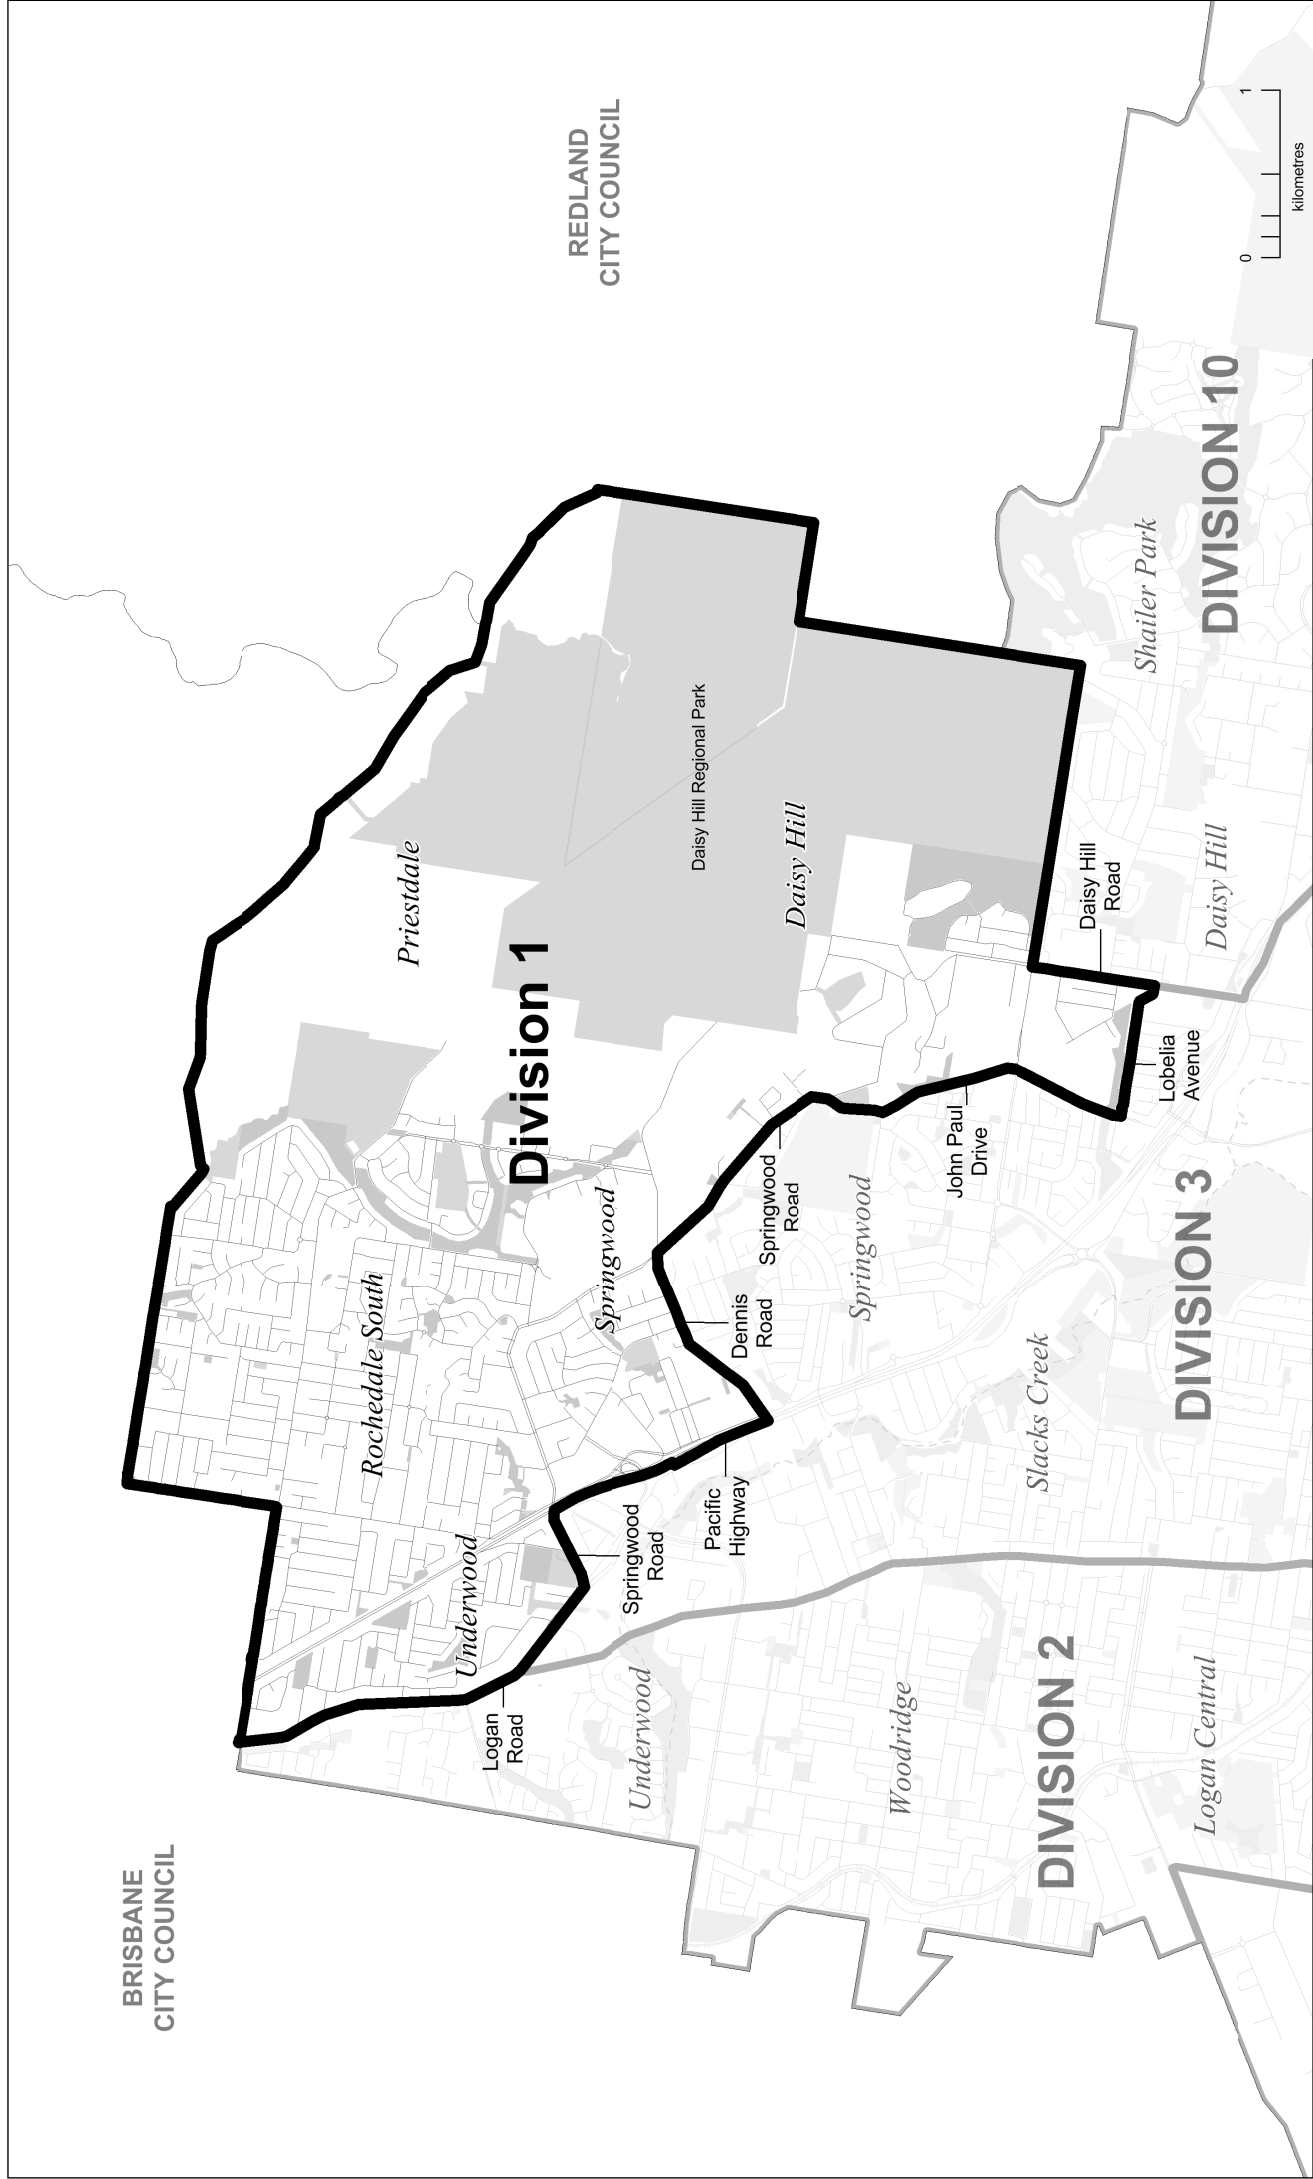 BRISBANE
CITY COUNCIL
REDLAND
CITY COUNCIL
Rochedale South
Priestdale
Underwood
Division 1
Logan
Road
Springwood
Daisy Hill Regional Park
Springwood
Road
Underwood
Pacific
Highway
Dennis
Road
Springwood
Road
Daisy Hill
Springwood
Woodridge
John Paul
Drive
Slacks Creek
DIVISION 2
Daisy Hill
Road
Shailer Park
Lobelia
Avenue
DIVISION 3
Logan Central
Daisy Hill
DIVISION 10
0
1
kilometres